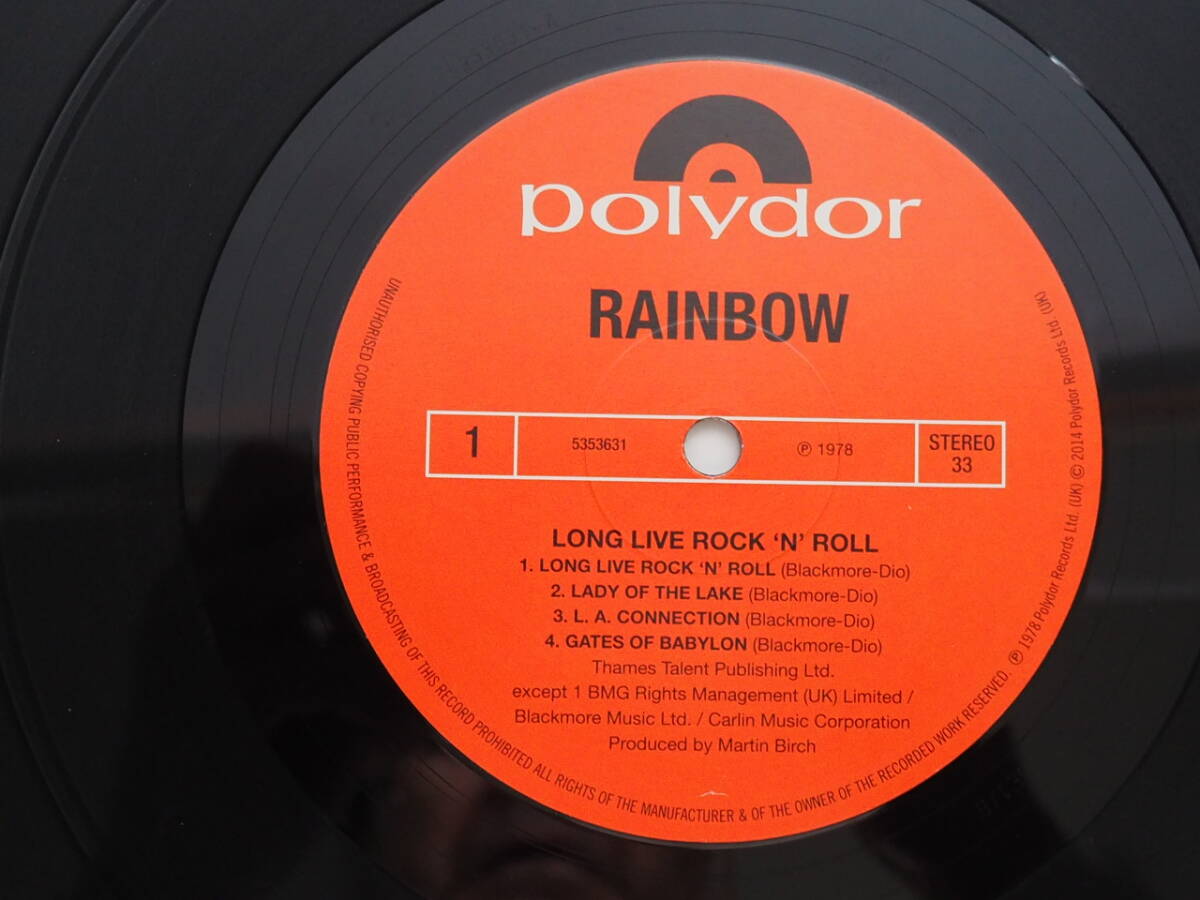 polydor
RAINBOW
1
5353631
℗ 1978
STEREO
33
LONG LIVE ROCK ‘N’ ROLL
1. LONG LIVE ROCK ‘N’ ROLL (Blackmore-Dio)
2. LADY OF THE LAKE (Blackmore-Dio)
3. L. A. CONNECTION (Blackmore-Dio)
4. GATES OF BABYLON (Blackmore-Dio)
Thames Talent Publishing Ltd.
except 1 BMG Rights Management (UK) Limited /
Blackmore Music Ltd. / Carlin Music Corporation
Produced by Martin Birch
UNAUTHORISED COPYING PUBLIC PERFORMANCE & BROADCASTING OF THIS RECORD PROHIBITED ALL RIGHTS OF THE MANUFACTURER & OF THE OWNER OF THE RECORDED WORK RESERVED. ℗ 1978 Polydor Records Ltd. (UK) © 2014 Polydor Records Ltd. (UK)